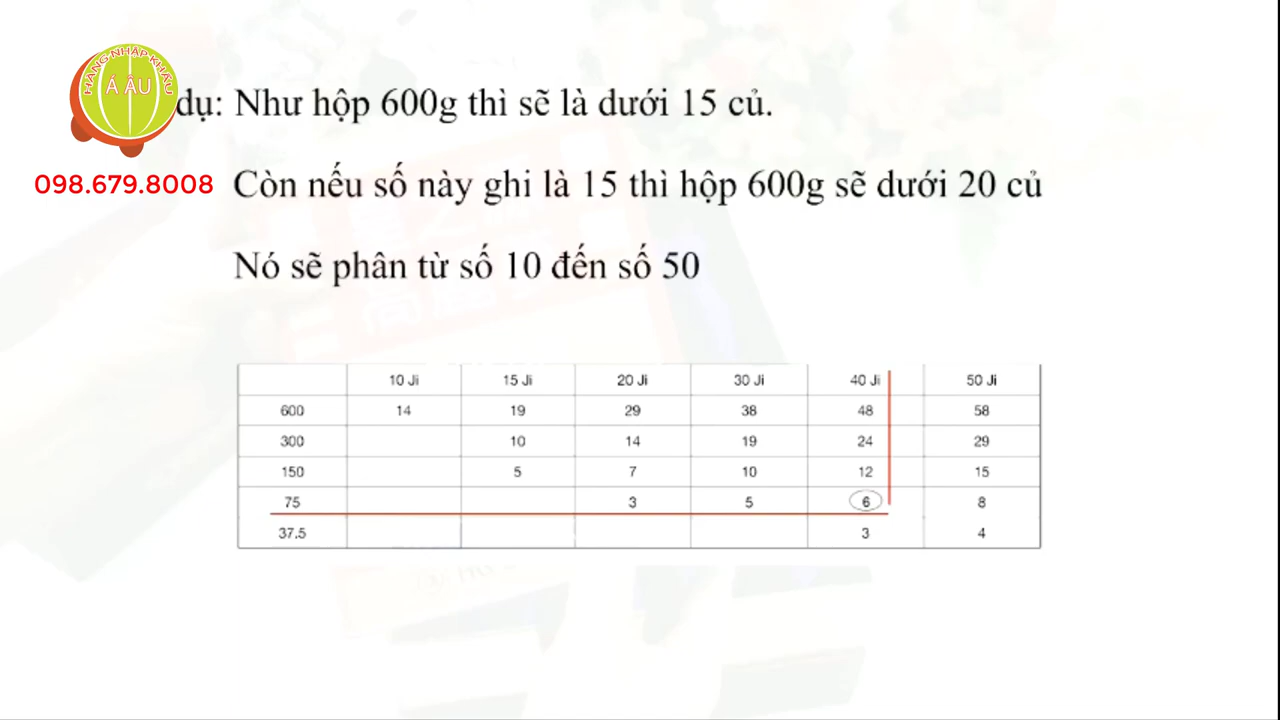 HÀNG NHẬP KHẨU
Á ÂU
098.679.8008
dụ: Như hộp 600g thì sẽ là dưới 15 củ.
Còn nếu số này ghi là 15 thì hộp 600g sẽ dưới 20 củ
Nó sẽ phân từ số 10 đến số 50
10 Ji 15 Ji 20 Ji 30 Ji 40 Ji 50 Ji
600 14 19 29 38 48 58
300 10 14 19 24 29
150 5 7 10 12 15
75 3 5 6 8
37.5 3 4